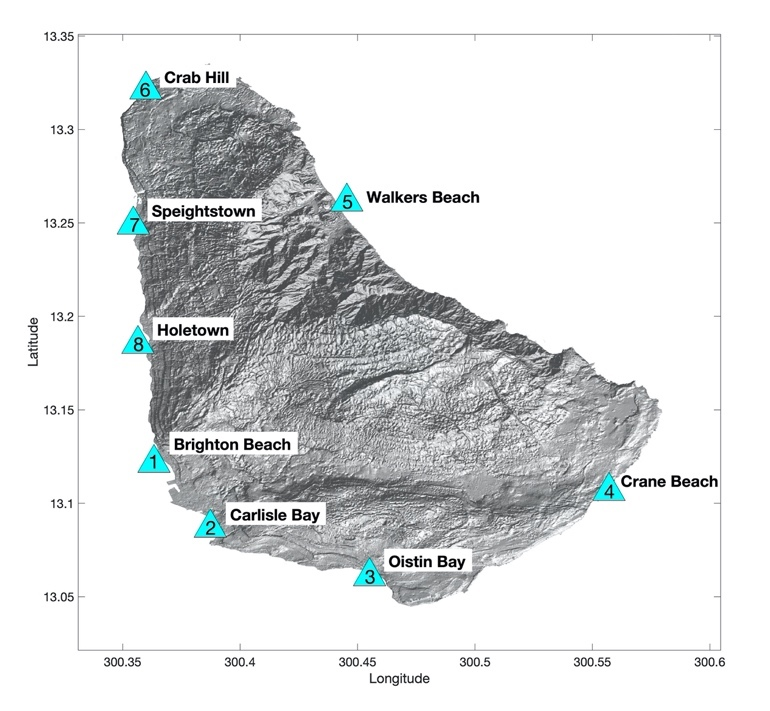 13.35
13.3
13.25
13.2
13.15
13.1
13.05
Latitude
6 Crab Hill
5 Walkers Beach
7 Speightstown
8 Holetown
1 Brighton Beach
4 Crane Beach
2 Carlisle Bay
3 Oistin Bay
300.35 300.4 300.45 300.5 300.55 300.6
Longitude